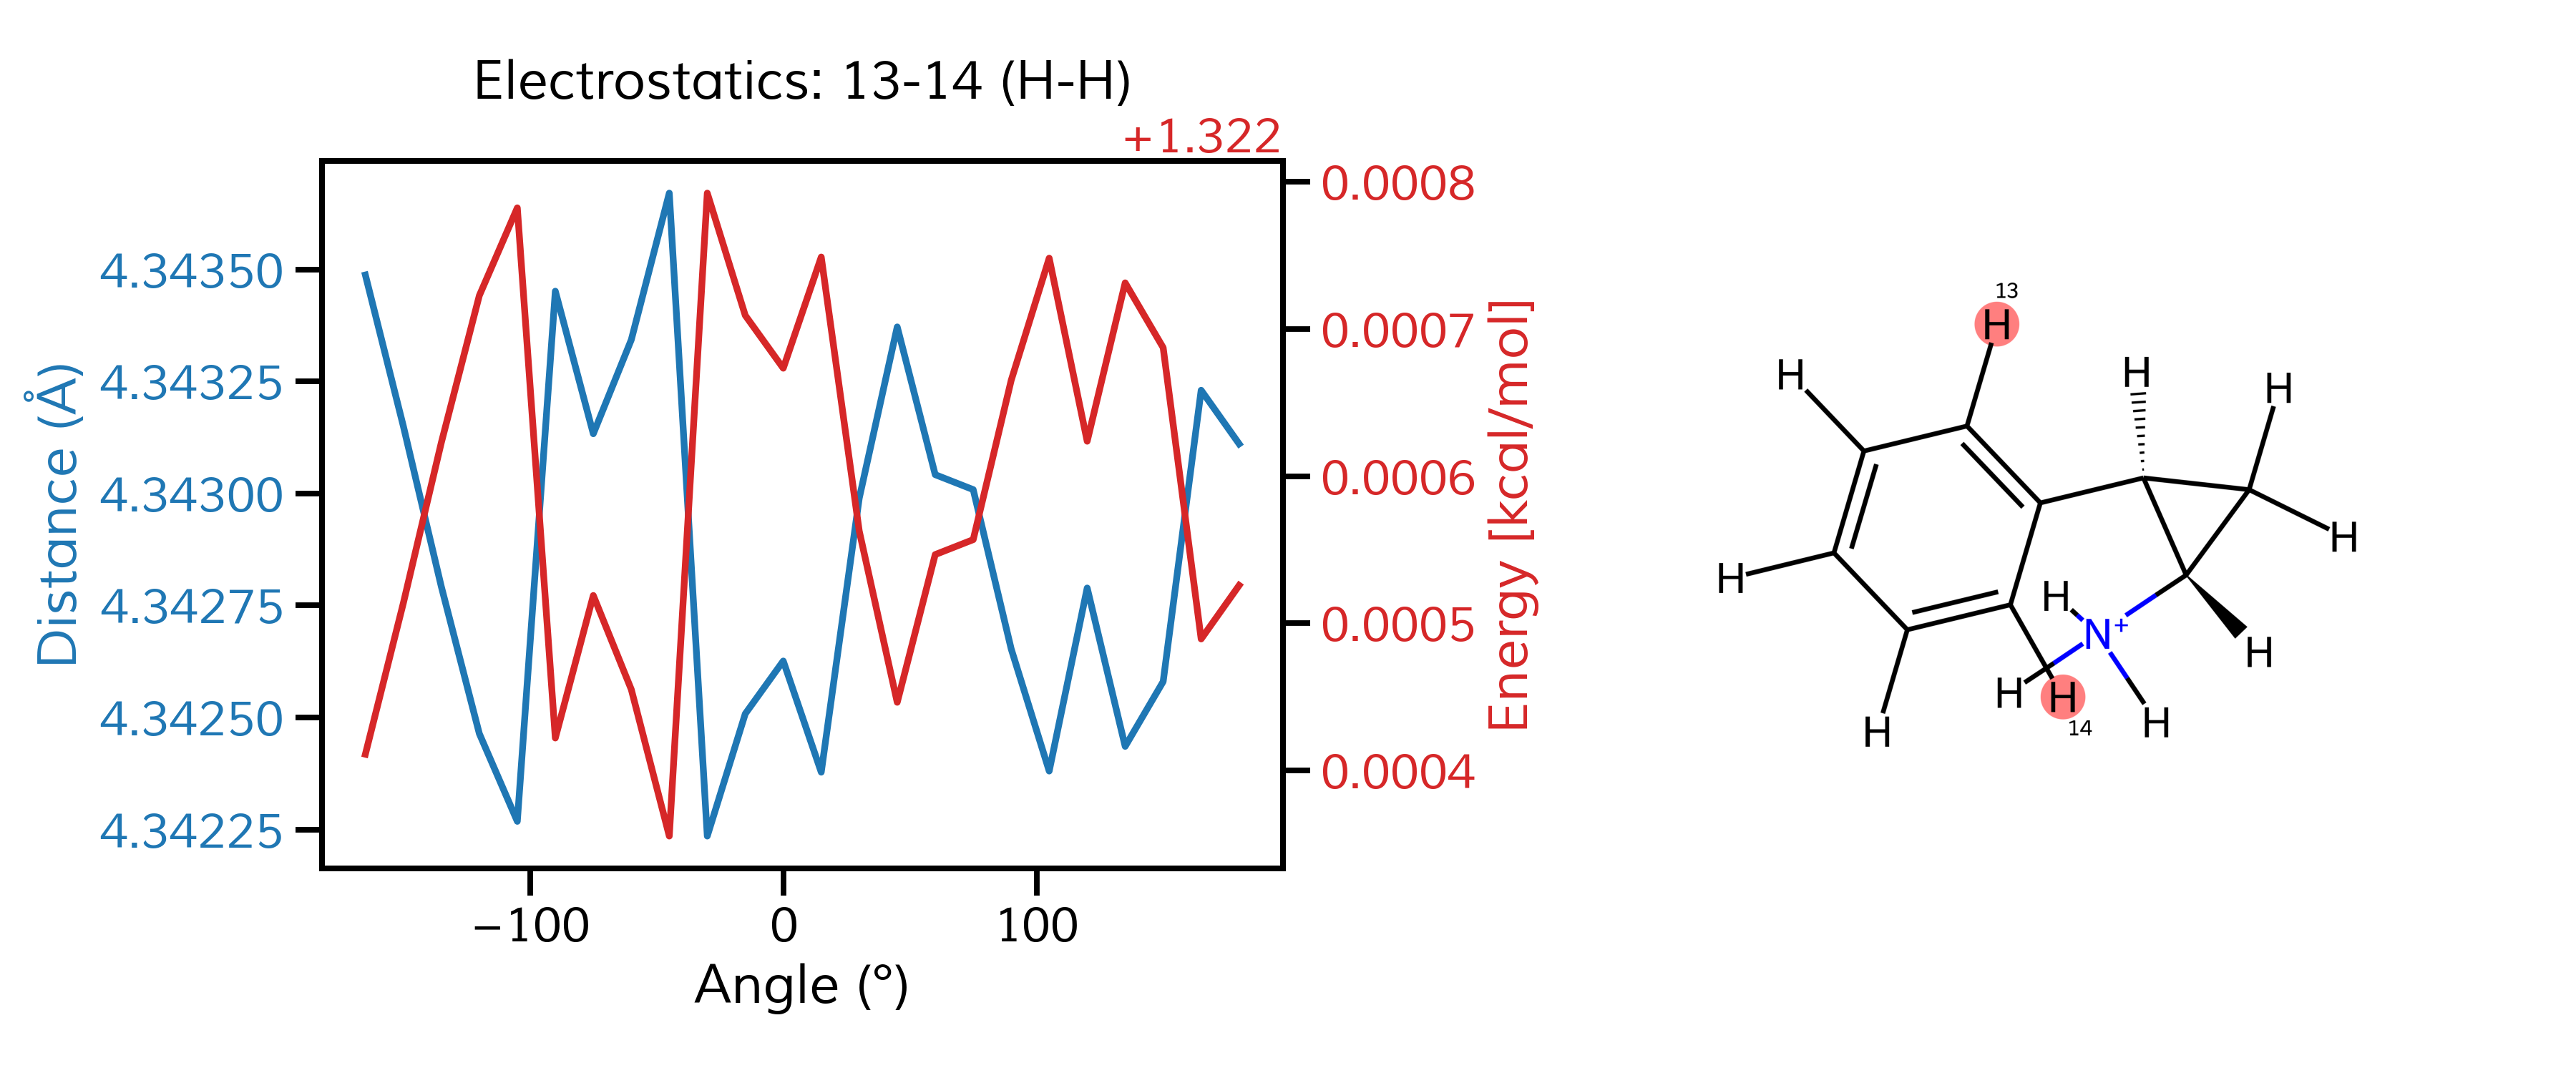 Electrostatics: 13-14 (H-H)
+1.322
Distance (Å)
4.34350
4.34325
4.34300
4.34275
4.34250
4.34225
0.0008
0.0007
0.0006
0.0005
0.0004
Energy [kcal/mol]
−100
0
100
Angle (°)
13
H
H
H
H
H
H
H
N+
H
H
H
H
H
14